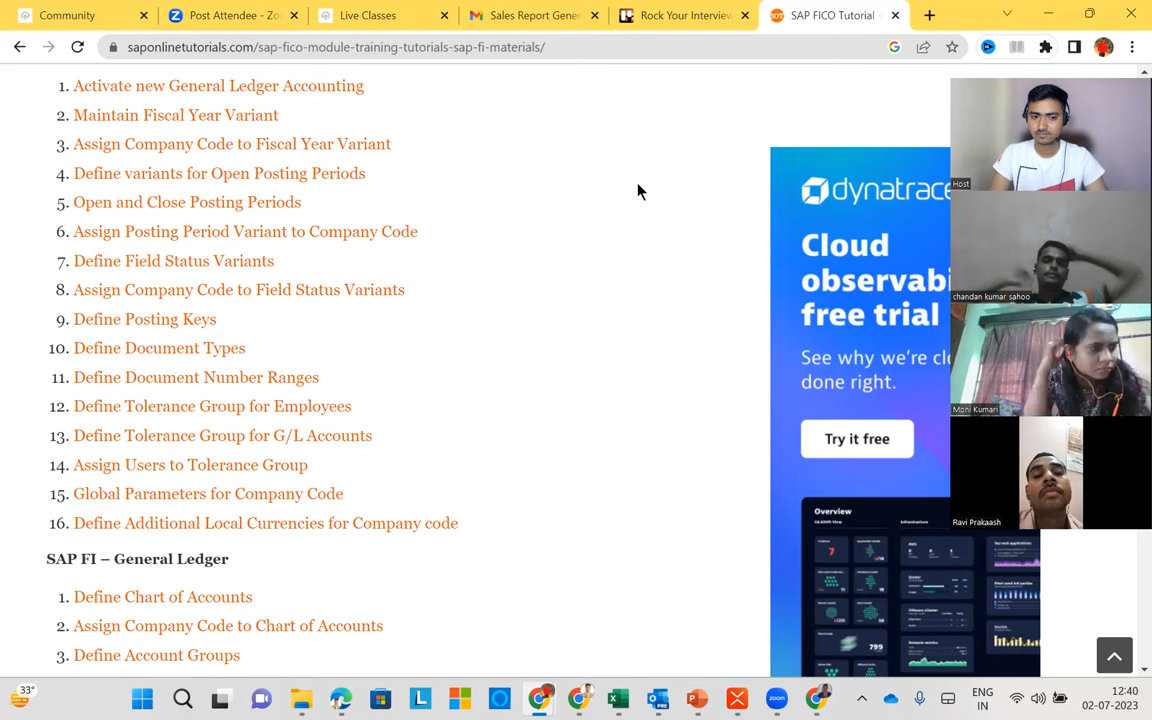 Community
Post Attendee - Zo
Live Classes
Sales Report Gene
Rock Your Interview
SAP FICO Tutorial -
saponlinetutorials.com/sap-fico-module-training-tutorials-sap-fi-materials/
1. Activate new General Ledger Accounting
2. Maintain Fiscal Year Variant
3. Assign Company Code to Fiscal Year Variant
4. Define variants for Open Posting Periods
5. Open and Close Posting Periods
6. Assign Posting Period Variant to Company Code
7. Define Field Status Variants
8. Assign Company Code to Field Status Variants
9. Define Posting Keys
10. Define Document Types
11. Define Document Number Ranges
12. Define Tolerance Group for Employees
13. Define Tolerance Group for G/L Accounts
14. Assign Users to Tolerance Group
15. Global Parameters for Company Code
16. Define Additional Local Currencies for Company code
SAP FI – General Ledger
1. Define Chart of Accounts
2. Assign Company Code to Chart of Accounts
3. Define Account Groups
dynatrace
Cloud
observabi
free trial
See why we're cl
done right.
Try it free
Overview
7
799
Host
chandan kumar sahoo
Moni Kumari
Ravi Prakaash
33°
ENG
IN
12:40
02-07-2023